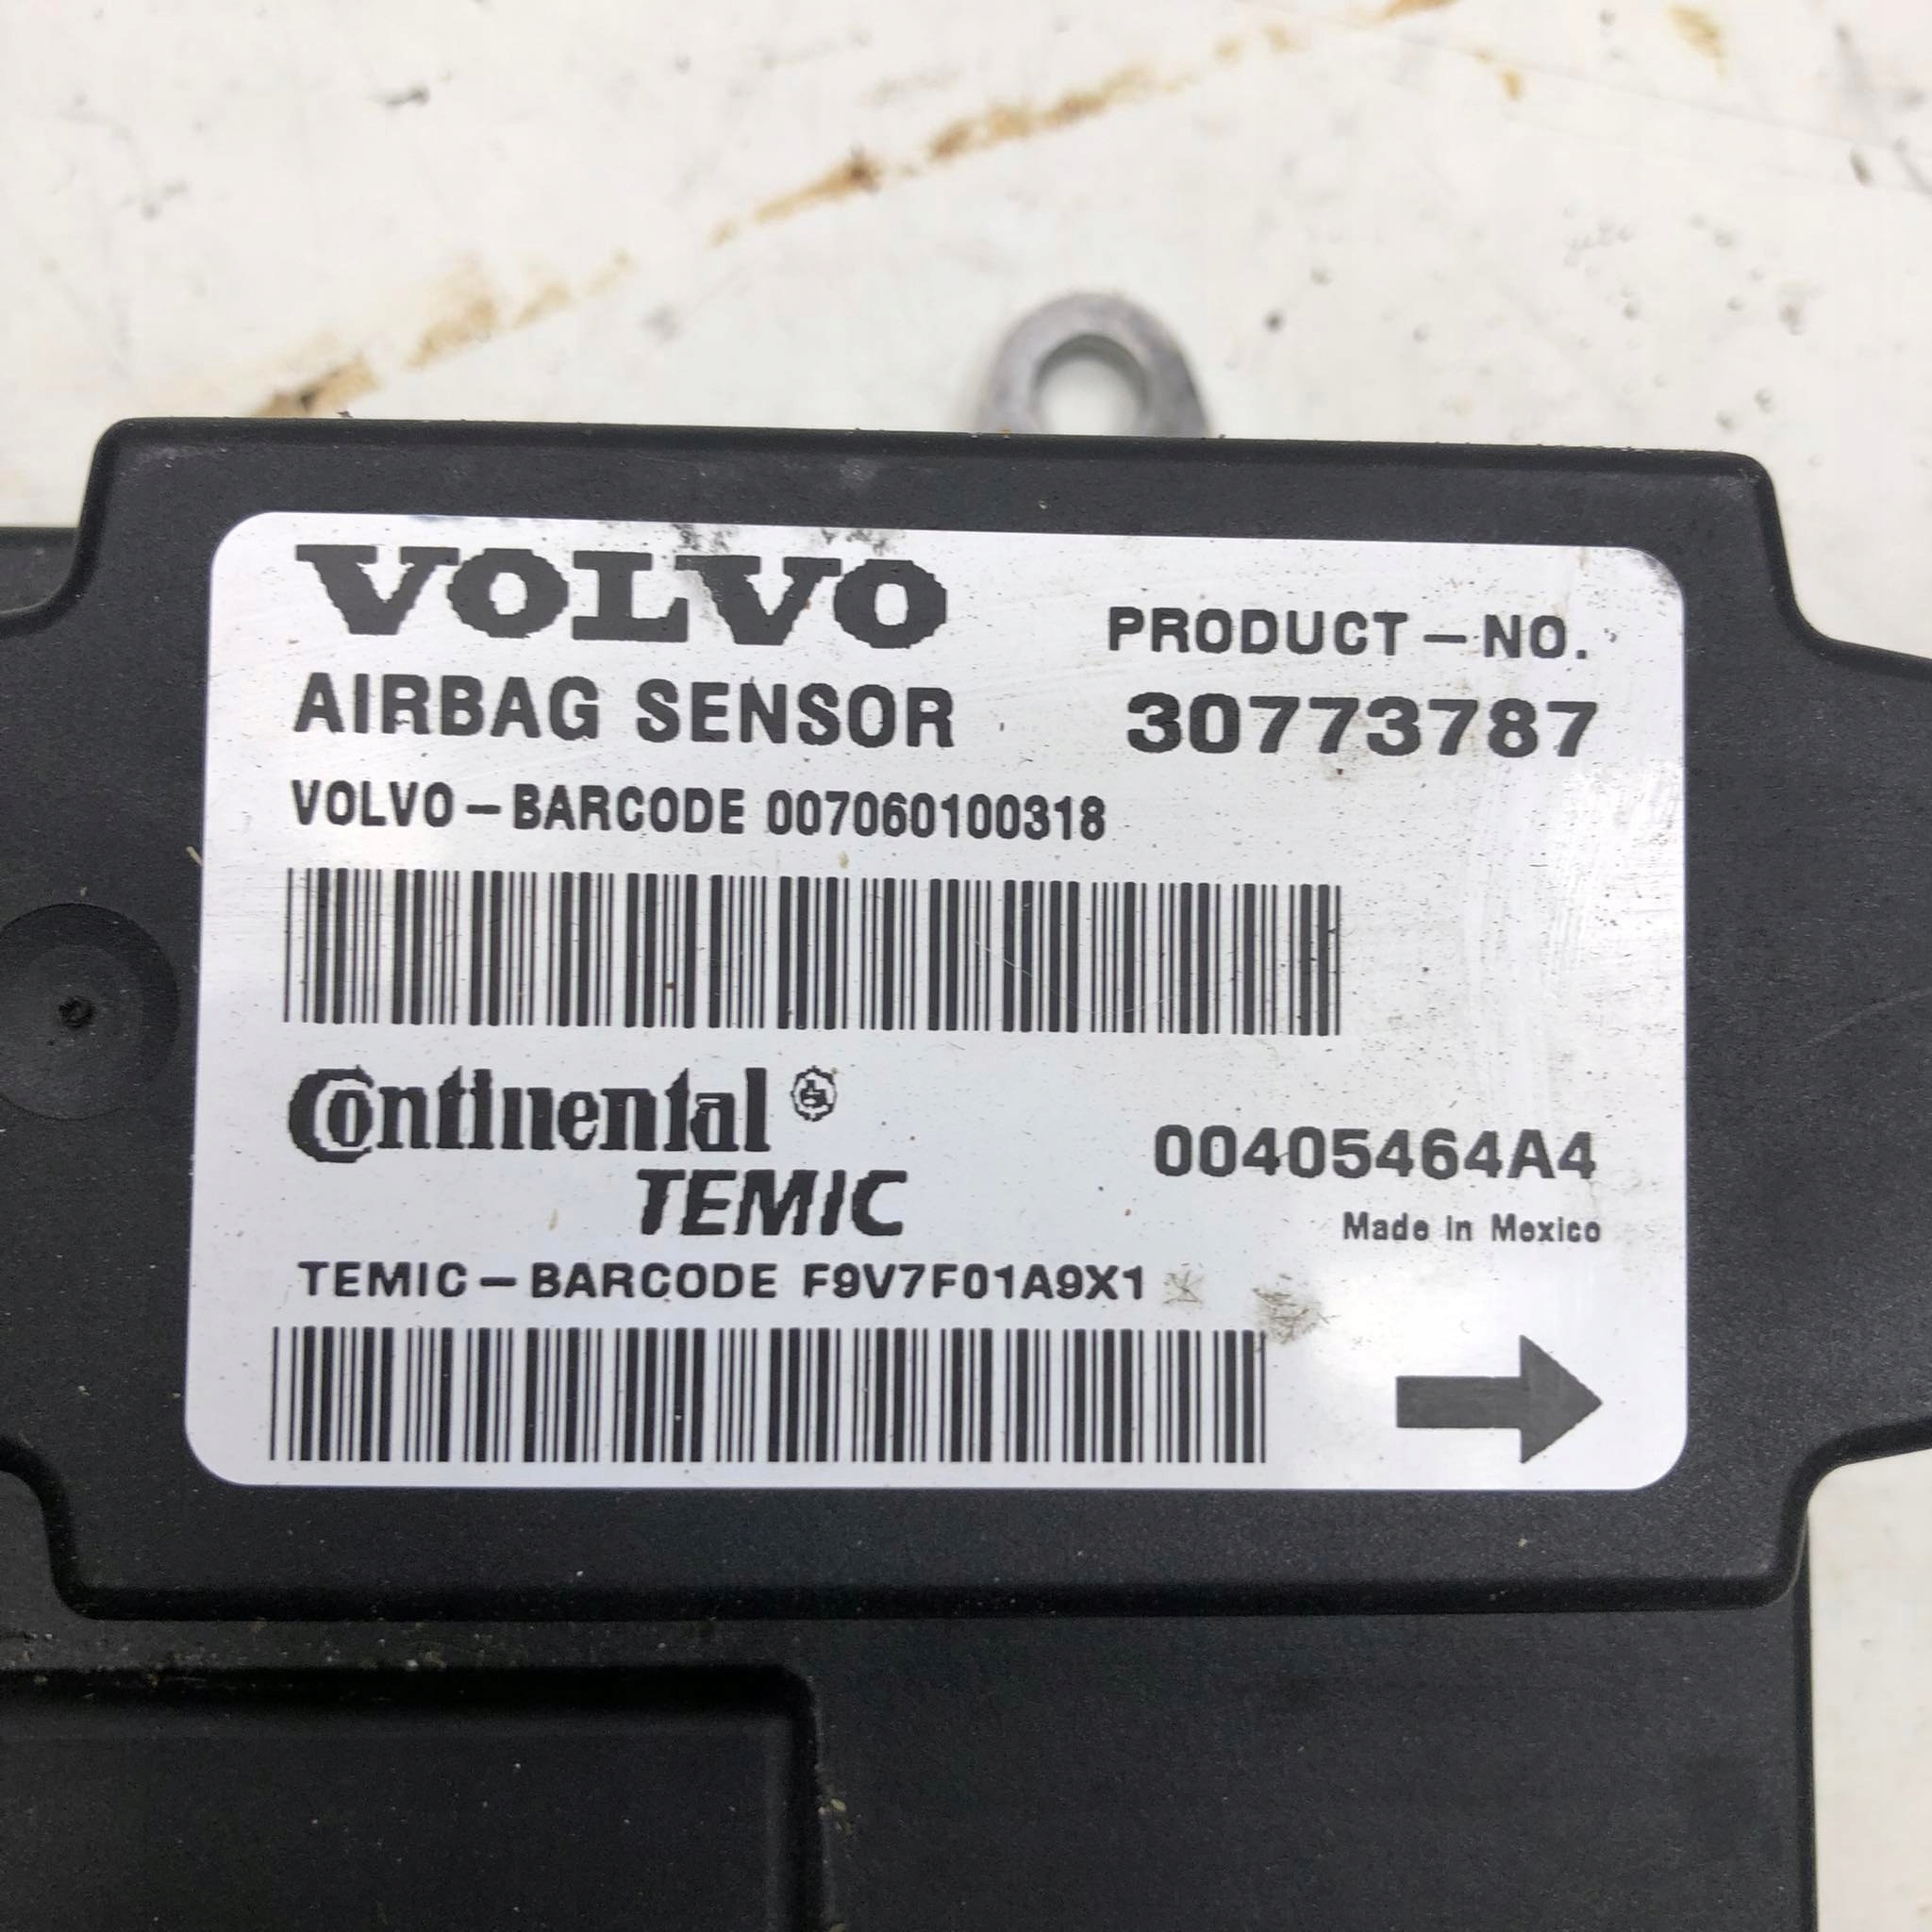 VOLVO
AIRBAG SENSOR
PRODUCT-NO.
30773787
VOLVO-BARCODE 007060100318
Continental®
TEMIC
00405464A4
Made in Mexico
TEMIC-BARCODE F9V7F01A9X1